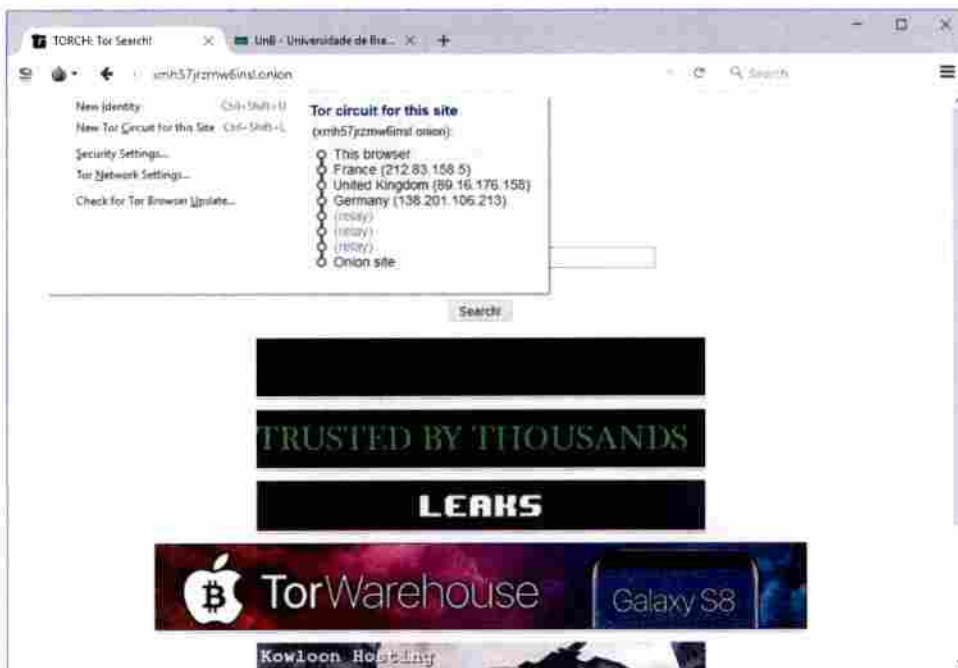 TORCH: Tor Search!
UnB - Universidade de Bra...
xmh57jrzrnw6insl.onion
Search
New Identity Ctrl+Shift+U
New Tor Circuit for this Site Ctrl+Shift+L
Security Settings...
Tor Network Settings...
Check for Tor Browser Update...
Tor circuit for this site
(xmh57jrzrnw6insl.onion):
This browser
France (212.83.158.5)
United Kingdom (89.16.176.158)
Germany (138.201.106.213)
(relay)
(relay)
(relay)
Onion site
Search!
TRUSTED BY THOUSANDS
LEAKS
TorWarehouse
Galaxy S8
Kowloon Hosting